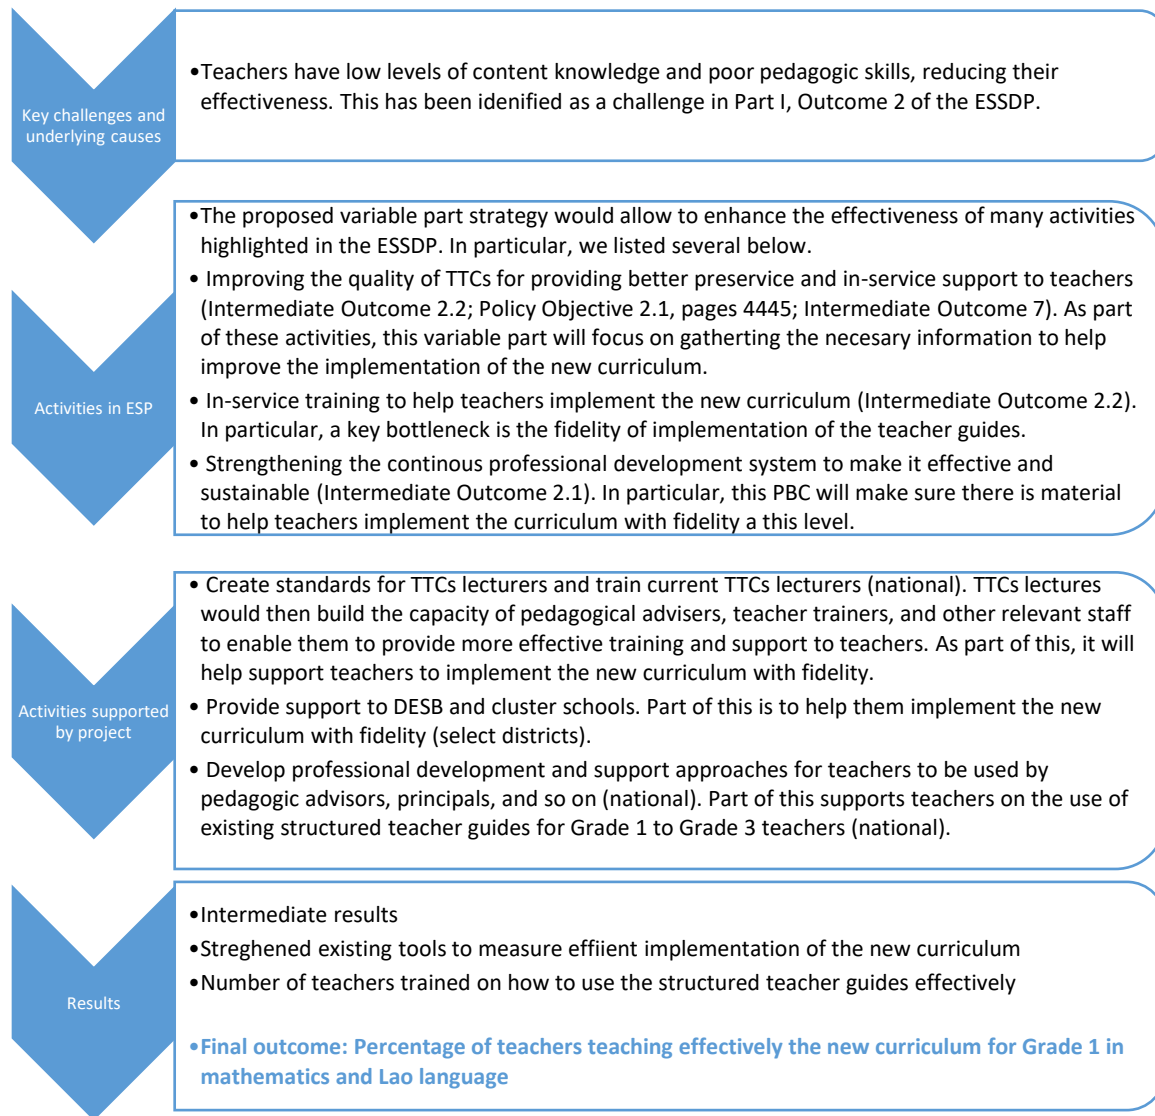 Key challenges and
underlying causes
•Teachers have low levels of content knowledge and poor pedagogic skills, reducing their
effectiveness. This has been idenified as a challenge in Part I, Outcome 2 of the ESSDP.
Activities in ESP
•The proposed variable part strategy would allow to enhance the effectiveness of many activities
highlighted in the ESSDP. In particular, we listed several below.
• Improving the quality of TTCs for providing better preservice and in-service support to teachers
(Intermediate Outcome 2.2; Policy Objective 2.1, pages 4445; Intermediate Outcome 7). As part
of these activities, this variable part will focus on gatherting the necesary information to help
improve the implementation of the new curriculum.
• In-service training to help teachers implement the new curriculum (Intermediate Outcome 2.2).
In particular, a key bottleneck is the fidelity of implementation of the teacher guides.
• Strengthening the continous professional development system to make it effective and
sustainable (Intermediate Outcome 2.1). In particular, this PBC will make sure there is material
to help teachers implement the curriculum with fidelity a this level.
Activities supported
by project
• Create standards for TTCs lecturers and train current TTCs lecturers (national). TTCs lectures
would then build the capacity of pedagogical advisers, teacher trainers, and other relevant staff
to enable them to provide more effective training and support to teachers. As part of this, it will
help support teachers to implement the new curriculum with fidelity.
• Provide support to DESB and cluster schools. Part of this is to help them implement the new
curriculum with fidelity (select districts).
• Develop professional development and support approaches for teachers to be used by
pedagogic advisors, principals, and so on (national). Part of this supports teachers on the use of
existing structured teacher guides for Grade 1 to Grade 3 teachers (national).
Results
•Intermediate results
•Streghened existing tools to measure effiient implementation of the new curriculum
•Number of teachers trained on how to use the structured teacher guides effectively
•Final outcome: Percentage of teachers teaching effectively the new curriculum for Grade 1 in
mathematics and Lao language